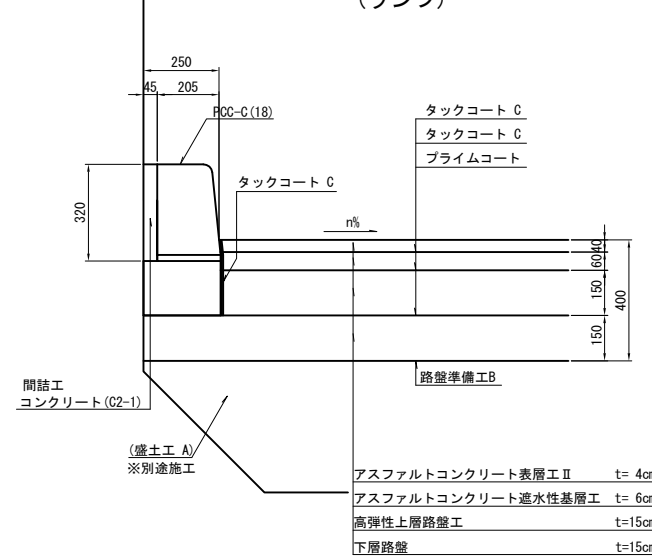 (ランプ)
250
45 205
PCC-C(18)
タックコート C
タックコート C
プライムコート
タックコート C
n%
320
40
60
150
150
400
路盤準備工B
間詰工
コンクリート(C2-1)
(盛土工 A)
※別途施工
アスファルトコンクリート表層工Ⅱ t= 4cm
アスファルトコンクリート遮水性基層工 t= 6cm
高弾性上層路盤工 t=15cm
下層路盤 t=15cm